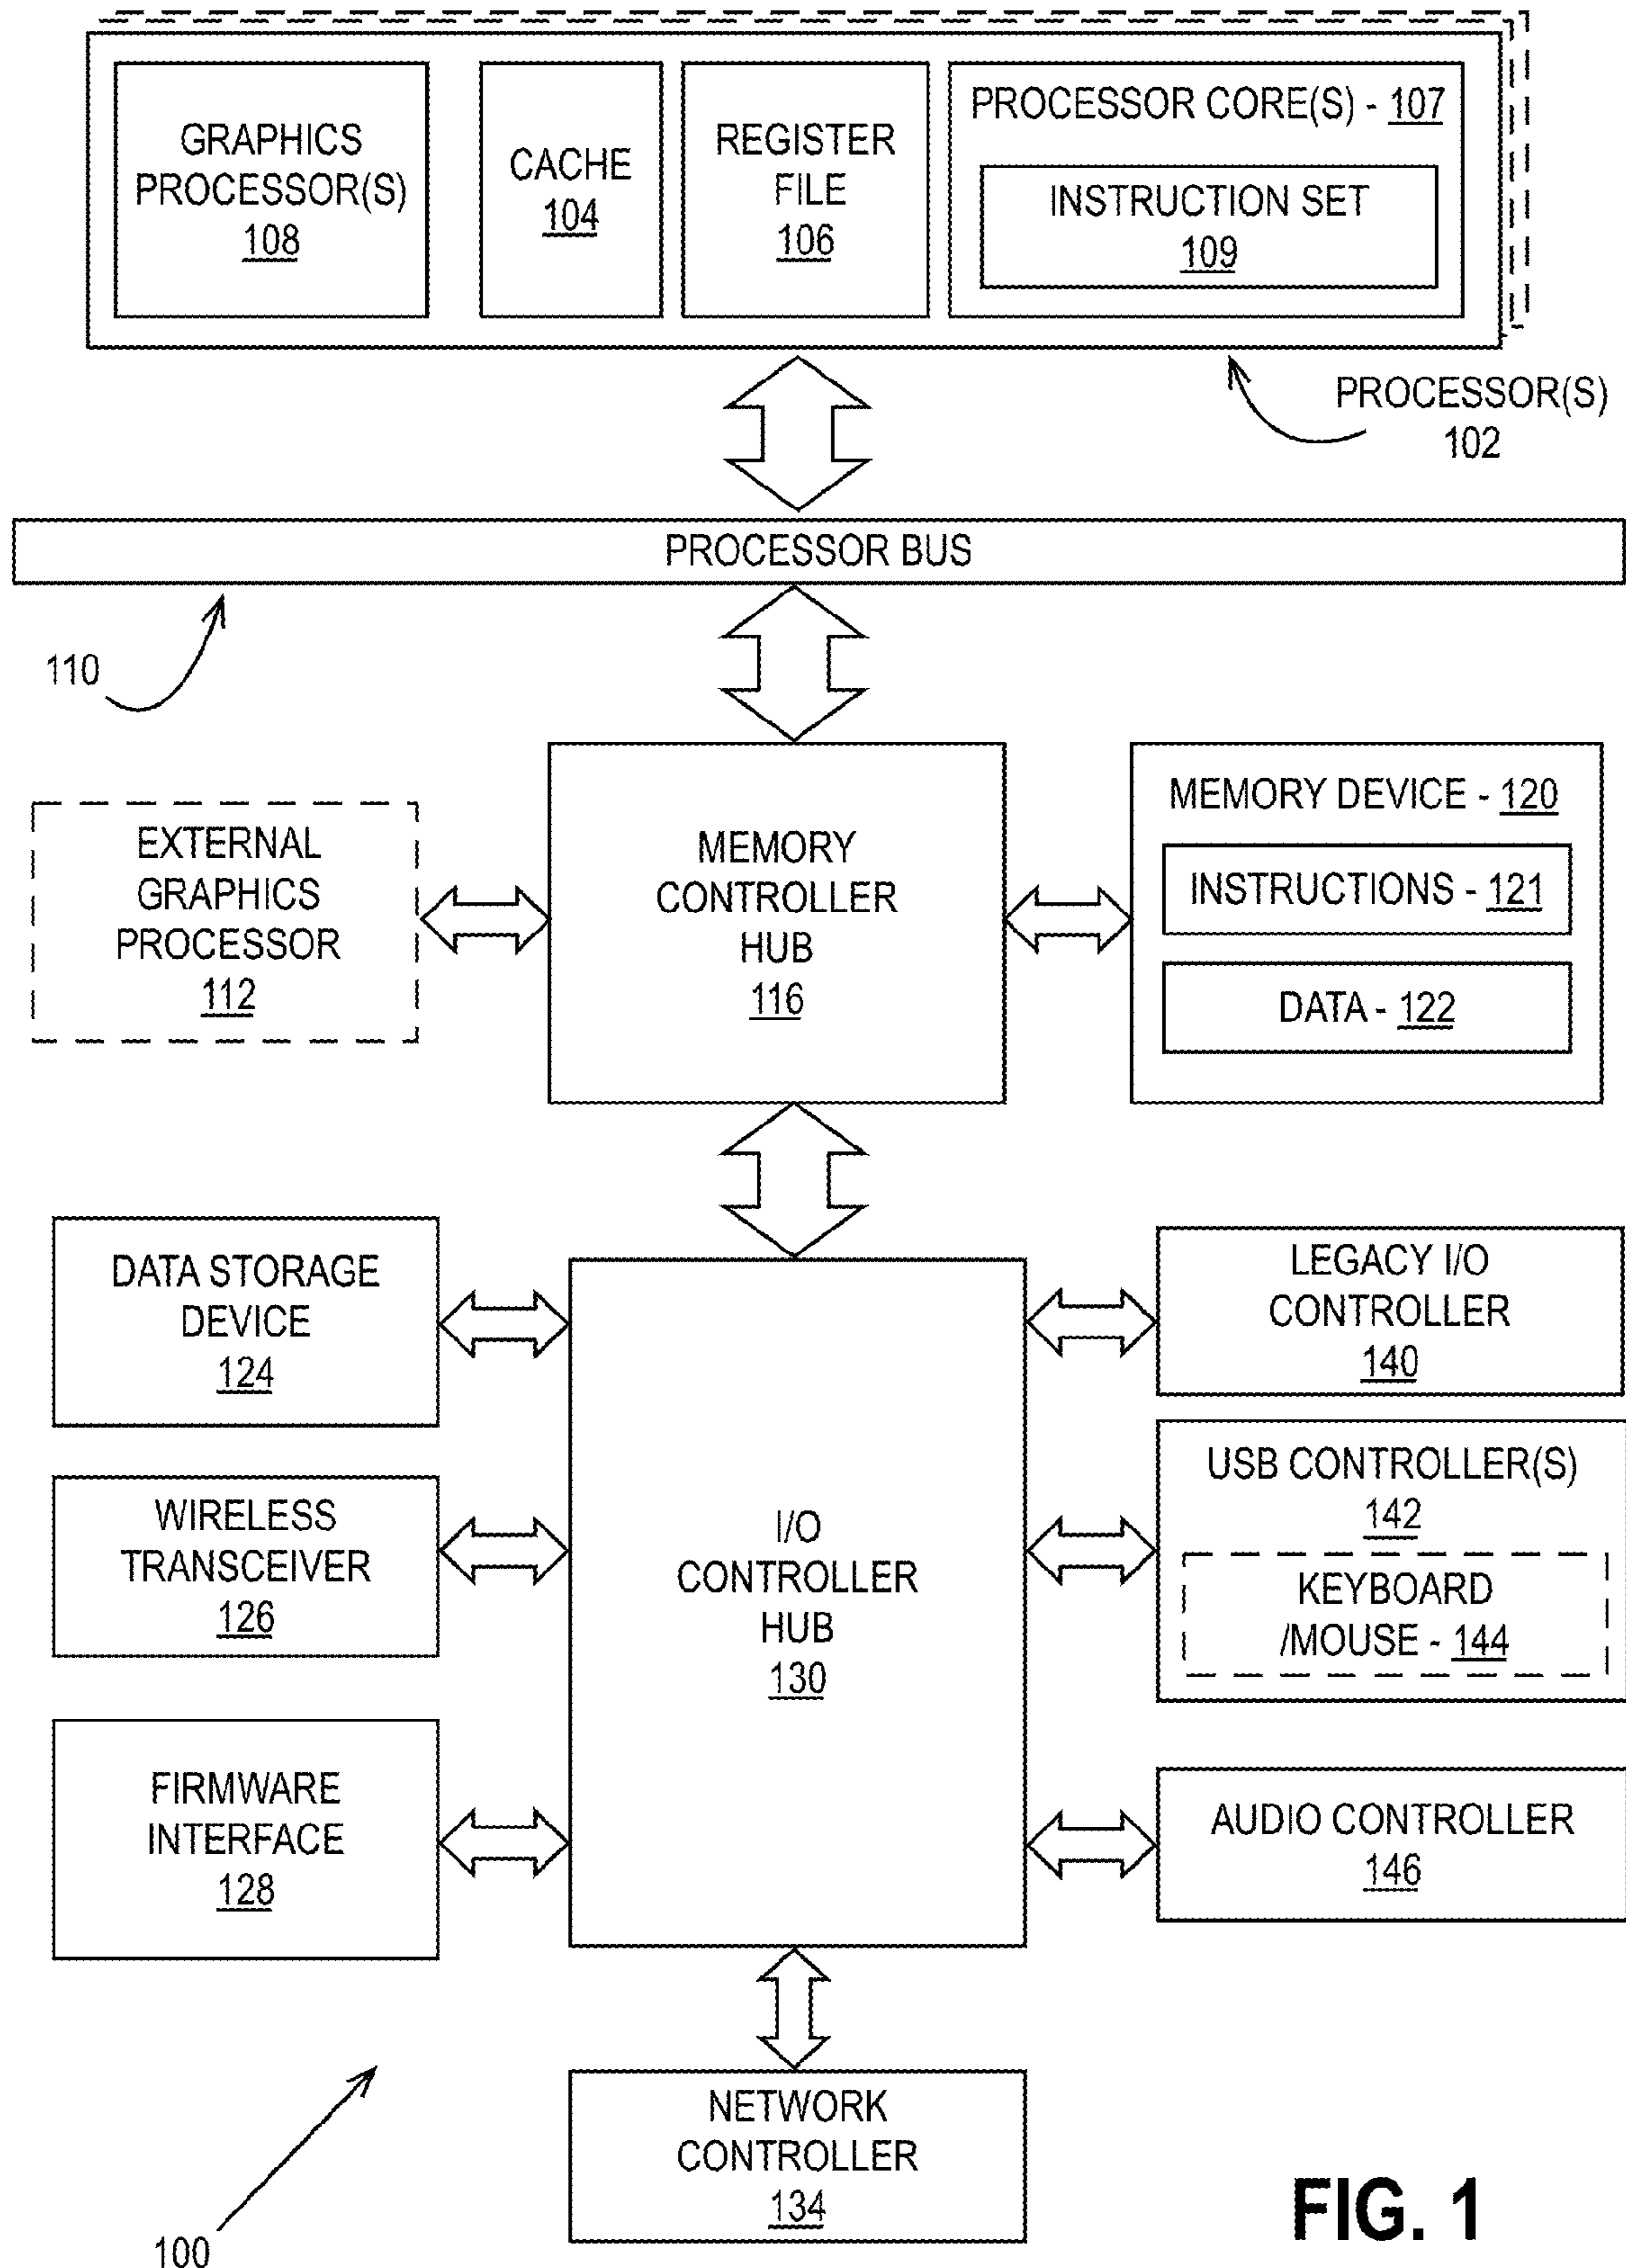 GRAPHICS
PROCESSOR(S)
108
CACHE
104
REGISTER
FILE
106
PROCESSOR CORE(S) - 107
INSTRUCTION SET
109
PROCESSOR(S)
102
PROCESSOR BUS
110
EXTERNAL
GRAPHICS
PROCESSOR
112
MEMORY
CONTROLLER
HUB
116
MEMORY DEVICE - 120
INSTRUCTIONS - 121
DATA - 122
DATA STORAGE
DEVICE
124
WIRELESS
TRANSCEIVER
126
FIRMWARE
INTERFACE
128
I/O
CONTROLLER
HUB
130
LEGACY I/O
CONTROLLER
140
USB CONTROLLER(S)
142
KEYBOARD
/MOUSE - 144
AUDIO CONTROLLER
146
NETWORK
CONTROLLER
134
100
FIG. 1